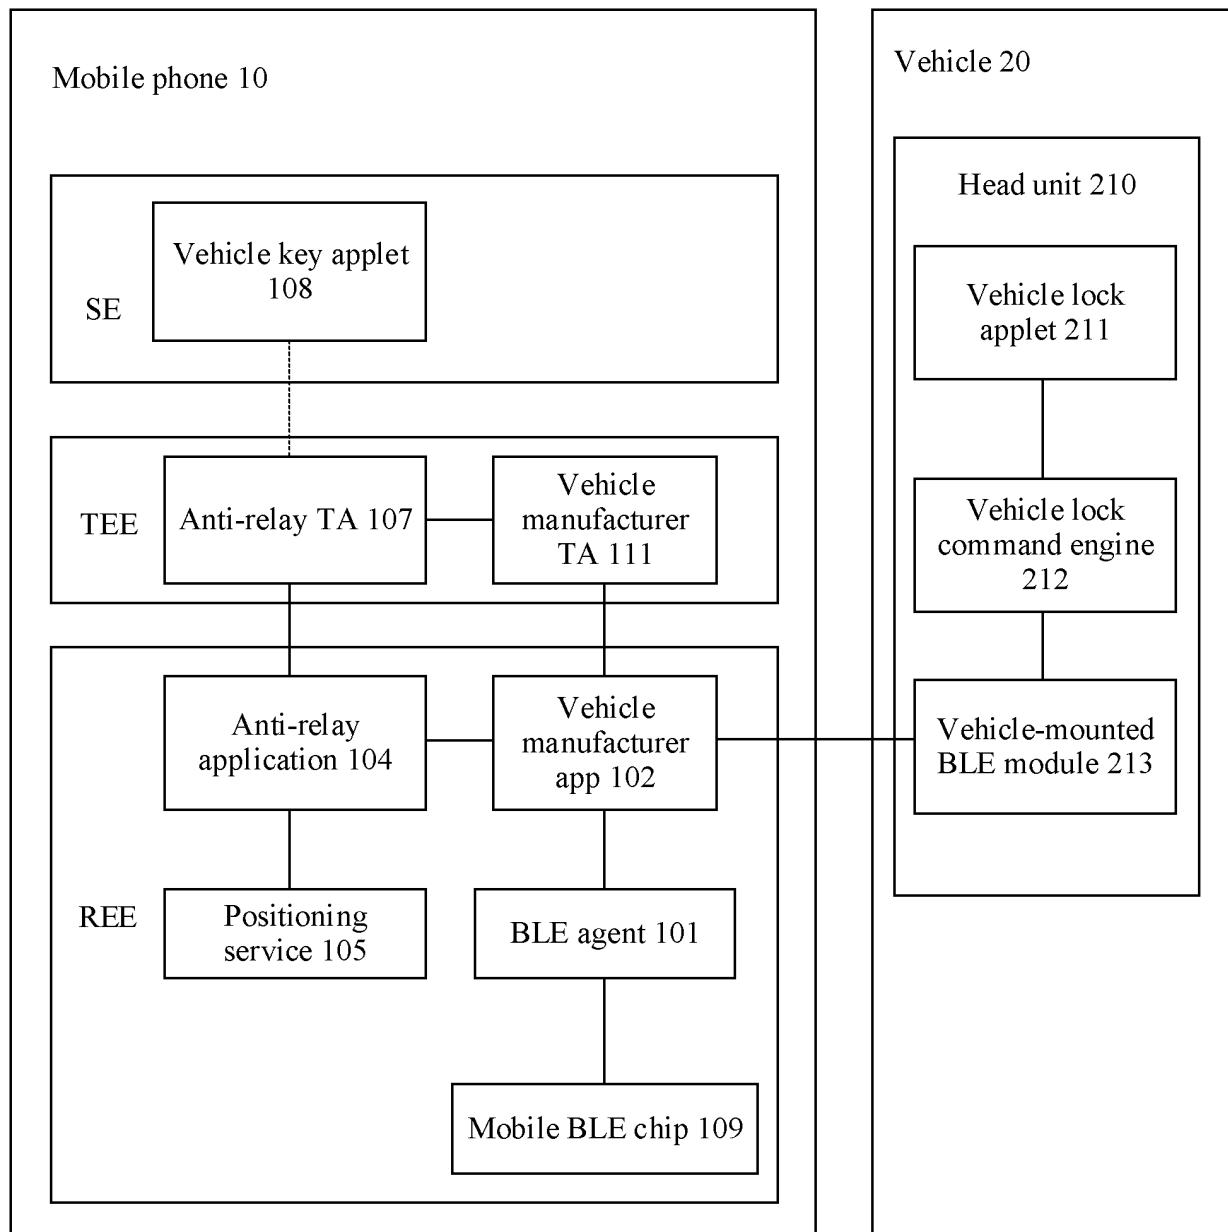 Mobile phone 10
Vehicle key applet
108
SE
TEE
Anti-relay TA 107
Vehicle
manufacturer
TA 111
REE
Anti-relay
application 104
Vehicle
manufacturer
app 102
Positioning
service 105
BLE agent 101
Mobile BLE chip 109
Vehicle 20
Head unit 210
Vehicle lock
applet 211
Vehicle lock
command engine
212
Vehicle-mounted
BLE module 213